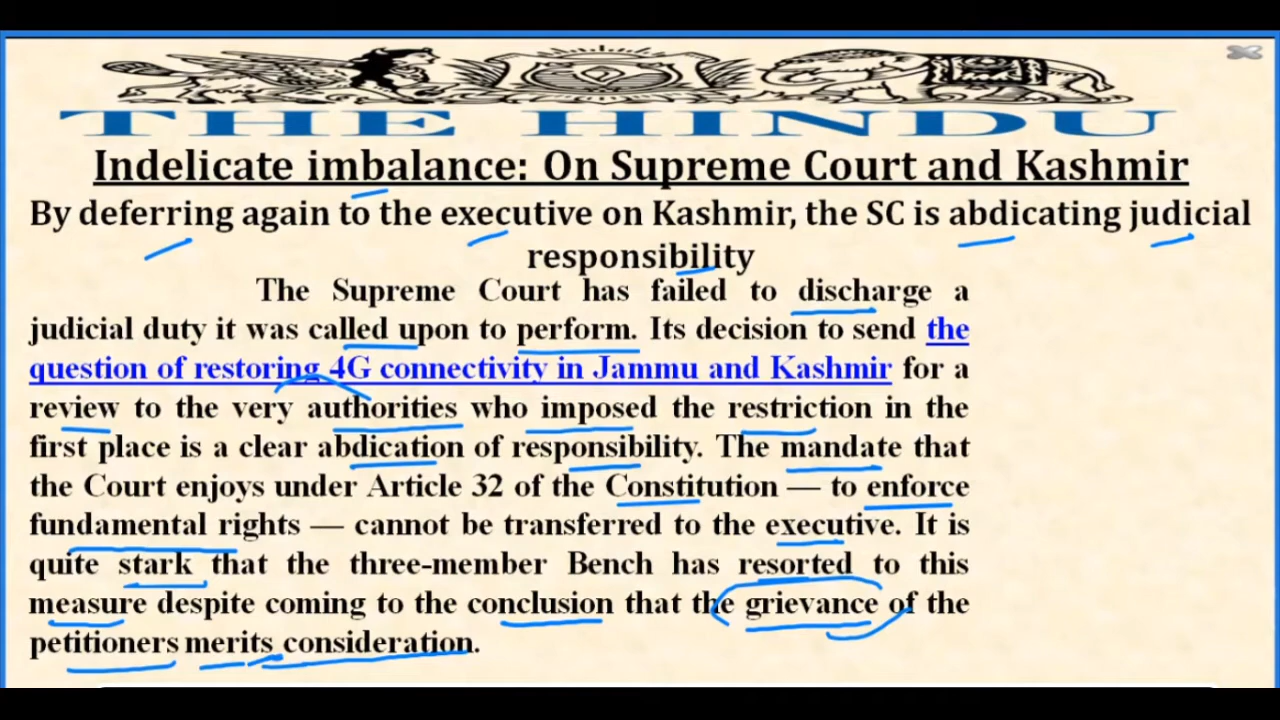 THE HINDU
Indelicate imbalance: On Supreme Court and Kashmir
By deferring again to the executive on Kashmir, the SC is abdicating judicial
responsibility
The Supreme Court has failed to discharge a
judicial duty it was called upon to perform. Its decision to send the
question of restoring 4G connectivity in Jammu and Kashmir for a
review to the very authorities who imposed the restriction in the
first place is a clear abdication of responsibility. The mandate that
the Court enjoys under Article 32 of the Constitution — to enforce
fundamental rights — cannot be transferred to the executive. It is
quite stark that the three-member Bench has resorted to this
measure despite coming to the conclusion that the grievance of the
petitioners merits consideration.